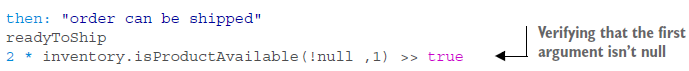 then: "order can be shipped"
readyToShip
2 * inventory.isProductAvailable(!null ,1) >> true
Verifying that the first
argument isn't null